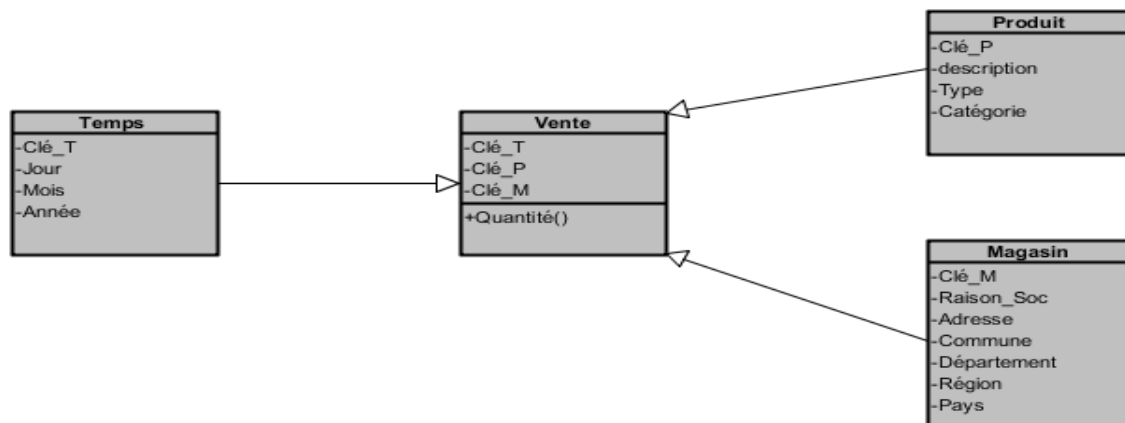 Temps
-Clé_T
-Jour
-Mois
-Année
Vente
-Clé_T
-Clé_P
-Clé_M
+Quantité()
Produit
-Clé_P
-description
-Type
-Catégorie
Magasin
-Clé_M
-Raison_Soc
-Adresse
-Commune
-Département
-Région
-Pays